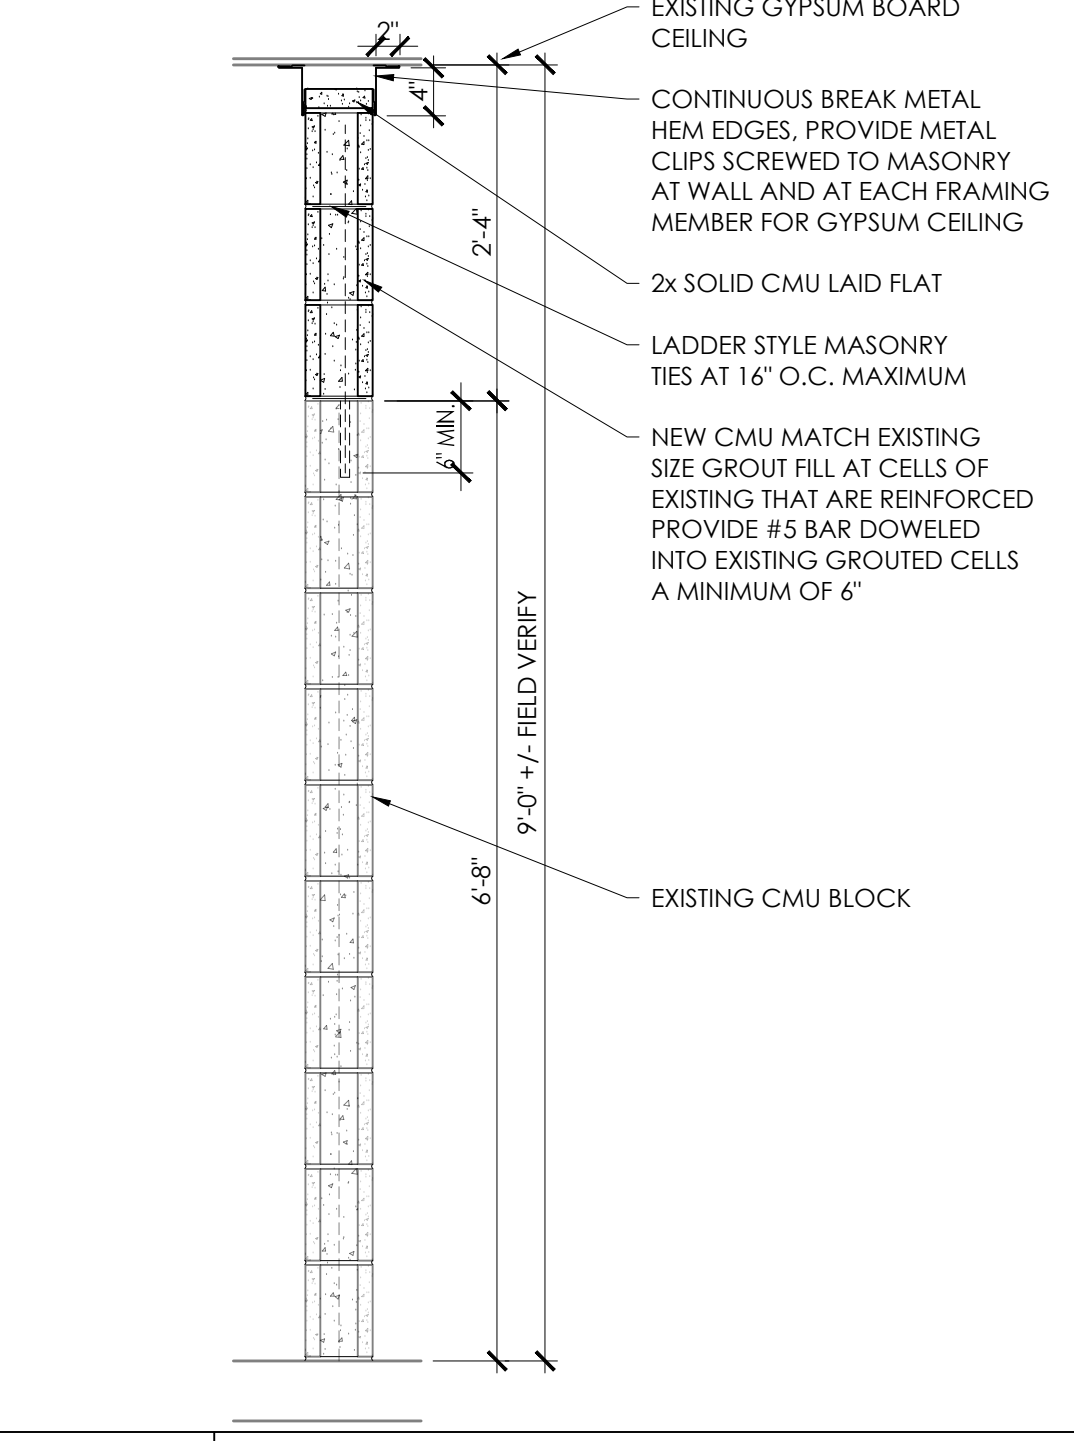 EXISTING GYPSUM BOARD
CEILING
2"
4"
CONTINUOUS BREAK METAL
HEM EDGES, PROVIDE METAL
CLIPS SCREWED TO MASONRY
AT WALL AND AT EACH FRAMING
MEMBER FOR GYPSUM CEILING
2'-4"
2x SOLID CMU LAID FLAT
LADDER STYLE MASONRY
TIES AT 16" O.C. MAXIMUM
6" MIN.
NEW CMU MATCH EXISTING
SIZE GROUT FILL AT CELLS OF
EXISTING THAT ARE REINFORCED
PROVIDE #5 BAR DOWELED
INTO EXISTING GROUTED CELLS
A MINIMUM OF 6"
9'-0" +/- FIELD VERIFY
6'-8"
EXISTING CMU BLOCK